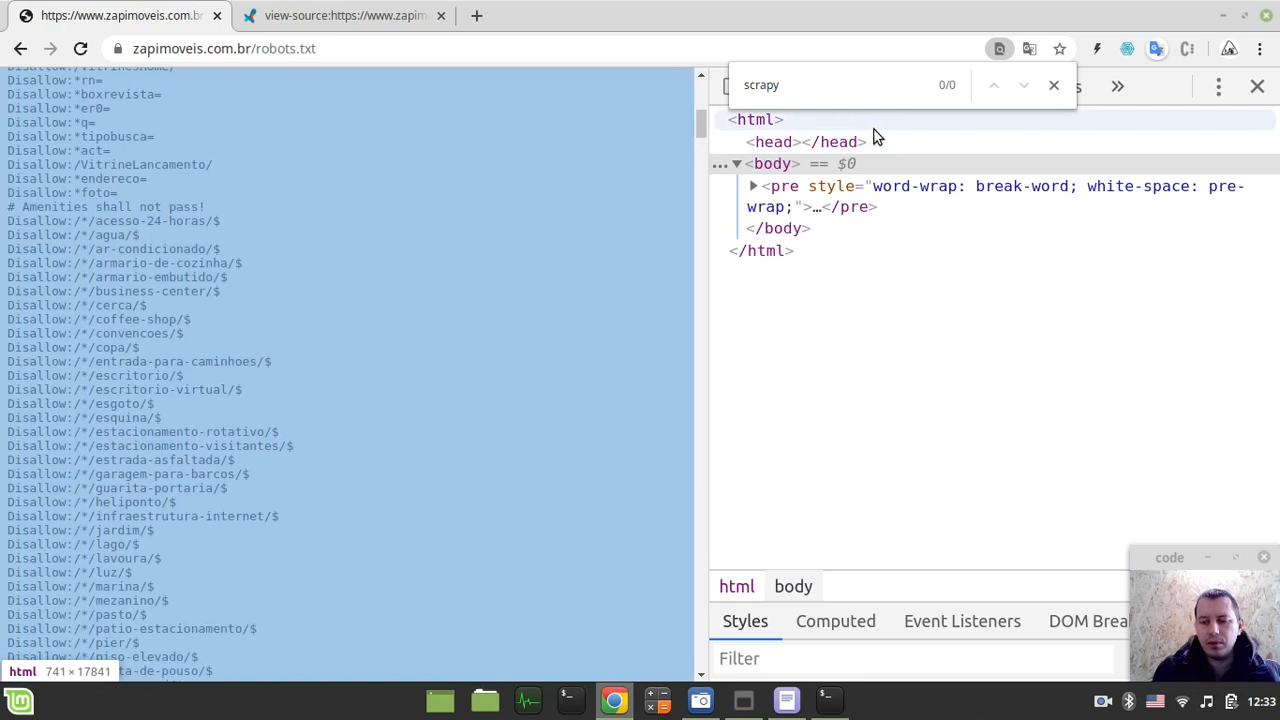 https://www.zapimoveis.com.br
view-source:https://www.zapim
zapimoveis.com.br/robots.txt
scrapy
0/0
s
Disallow:*rn=
Disallow:*boxrevista=
Disallow:*er0=
Disallow:*q=
Disallow:*tipobusca=
Disallow:*act=
Disallow:/VitrineLancamento/
Disallow:*endereco=
Disallow:*foto=
# Amenities shall not pass!
Disallow:/*/acesso-24-horas/$
Disallow:/*/agua/$
Disallow:/*/ar-condicionado/$
Disallow:/*/armario-de-cozinha/$
Disallow:/*/armario-embutido/$
Disallow:/*/business-center/$
Disallow:/*/cerca/$
Disallow:/*/coffee-shop/$
Disallow:/*/convencoes/$
Disallow:/*/copa/$
Disallow:/*/entrada-para-caminhoes/$
Disallow:/*/escritorio/$
Disallow:/*/escritorio-virtual/$
Disallow:/*/esgoto/$
Disallow:/*/esquina/$
Disallow:/*/estacionamento-rotativo/$
Disallow:/*/estacionamento-visitantes/$
Disallow:/*/estrada-asfaltada/$
Disallow:/*/garagem-para-barcos/$
Disallow:/*/guarita-portaria/$
Disallow:/*/heliponto/$
Disallow:/*/infraestrutura-internet/$
Disallow:/*/jardim/$
Disallow:/*/lago/$
Disallow:/*/lavoura/$
Disallow:/*/luz/$
Disallow:/*/marina/$
Disallow:/*/mezanino/$
Disallow:/*/pasto/$
Disallow:/*/patio-estacionamento/$
Disallow:/*/pier/$
Disallow:/*/piso-elevado/$
ta-de-pouso/$
html 741 × 17841
<html>
<head></head>
<body> == $0
<pre style="word-wrap: break-word; white-space: pre-
wrap;">…</pre>
</body>
</html>
html body
Styles Computed Event Listeners DOM Brea
Filter
code
12:33